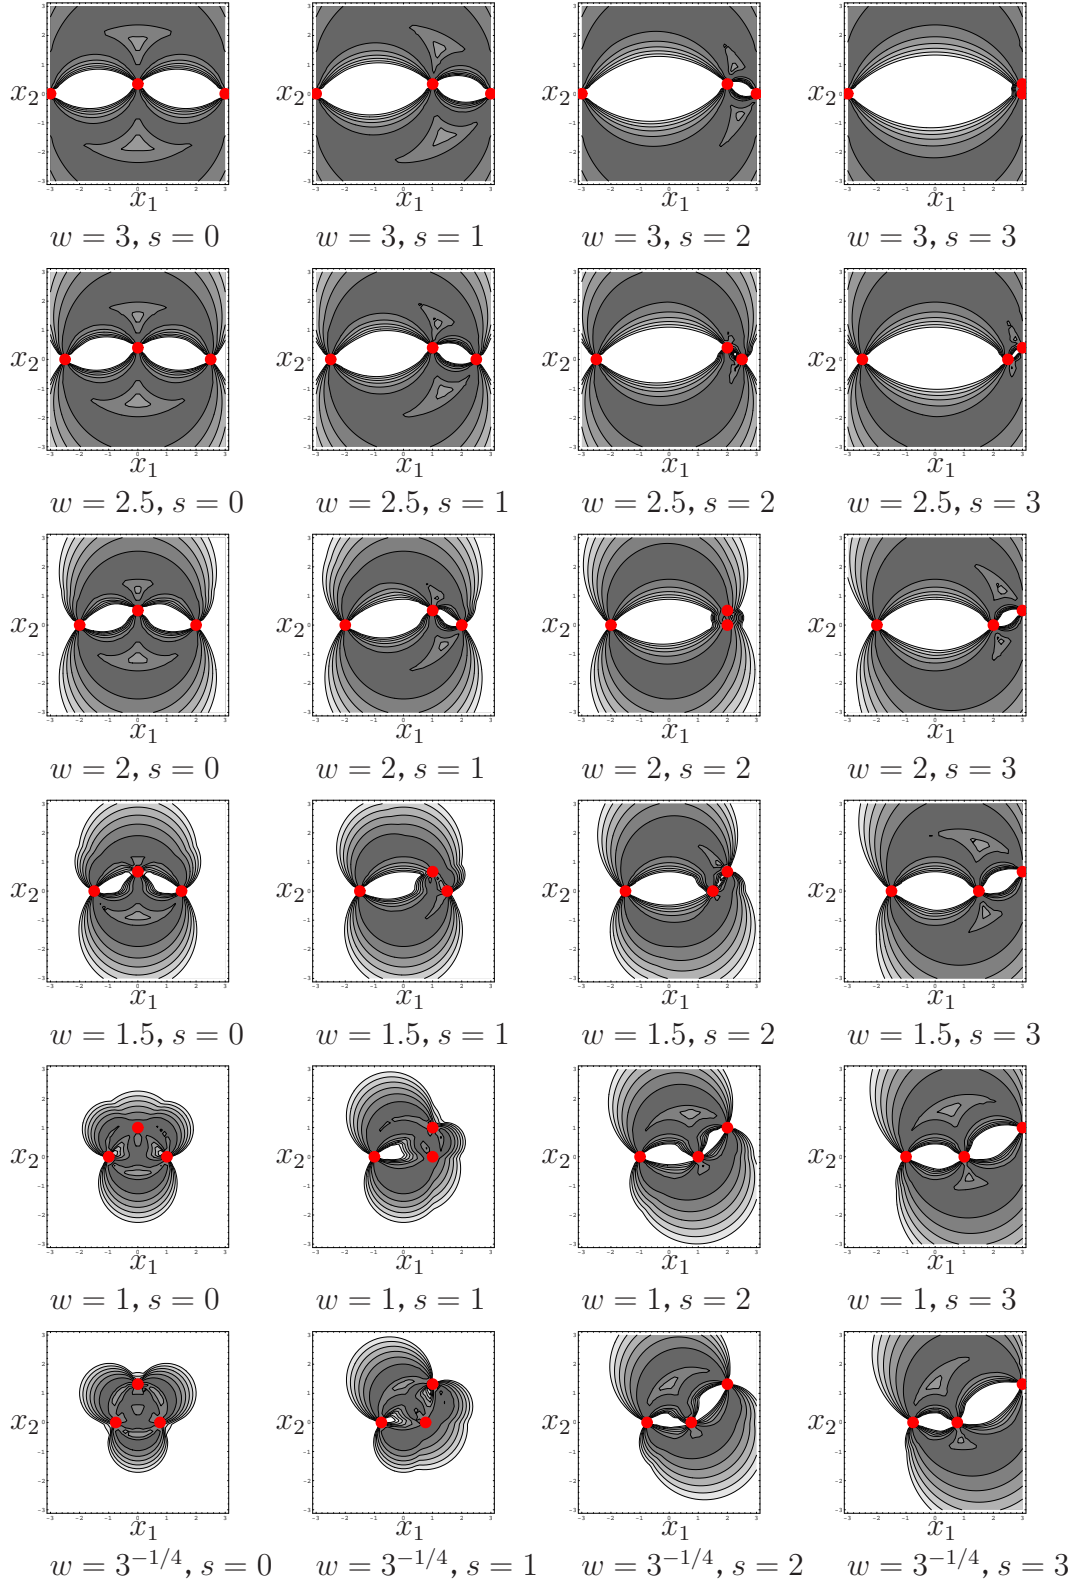 x₂ x₂ x₂ x₂
x₁ x₁ x₁ x₁
w = 3, s = 0 w = 3, s = 1 w = 3, s = 2 w = 3, s = 3
x₂ x₂ x₂ x₂
x₁ x₁ x₁ x₁
w = 2.5, s = 0 w = 2.5, s = 1 w = 2.5, s = 2 w = 2.5, s = 3
x₂ x₂ x₂ x₂
x₁ x₁ x₁ x₁
w = 2, s = 0 w = 2, s = 1 w = 2, s = 2 w = 2, s = 3
x₂ x₂ x₂ x₂
x₁ x₁ x₁ x₁
w = 1.5, s = 0 w = 1.5, s = 1 w = 1.5, s = 2 w = 1.5, s = 3
x₂ x₂ x₂ x₂
x₁ x₁ x₁ x₁
w = 1, s = 0 w = 1, s = 1 w = 1, s = 2 w = 1, s = 3
x₂ x₂ x₂ x₂
x₁ x₁ x₁ x₁
w = 3^{-1/4}, s = 0 w = 3^{-1/4}, s = 1 w = 3^{-1/4}, s = 2 w = 3^{-1/4}, s = 3